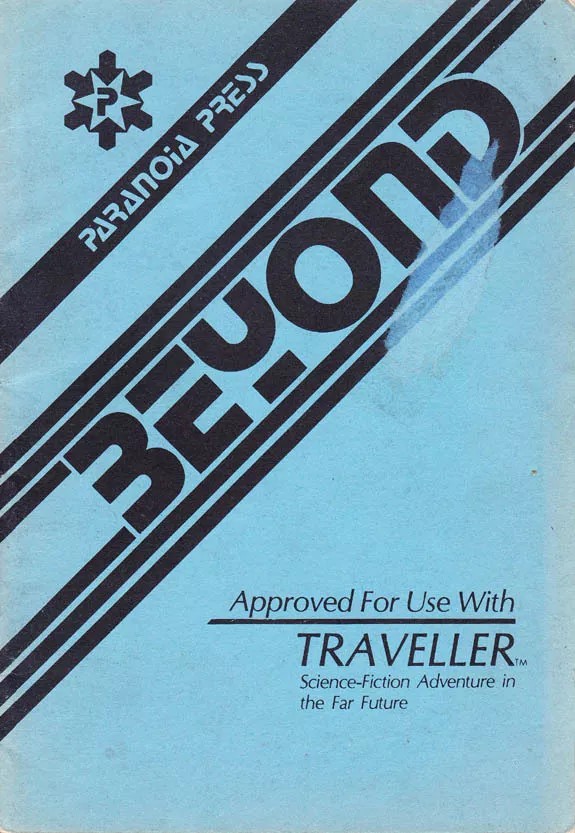 P
PARANOIA PRESS
BEYOND
Approved For Use With
TRAVELLER™
Science-Fiction Adventure in
the Far Future